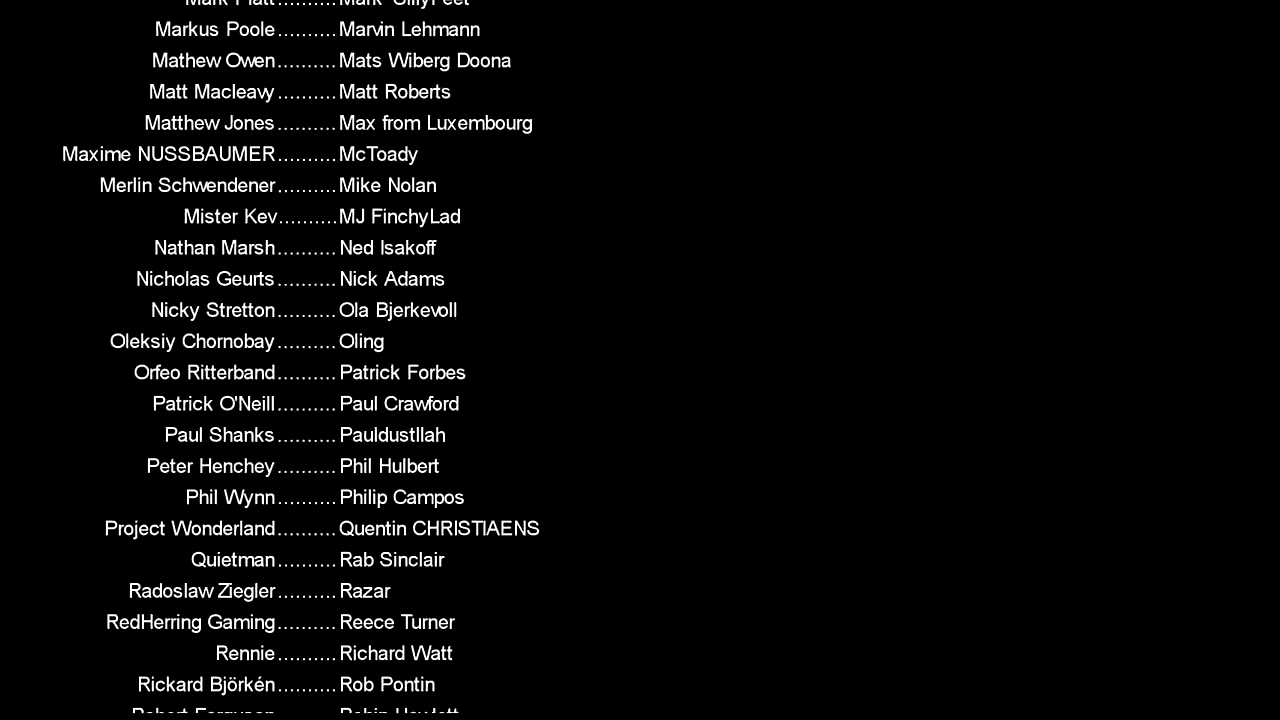 Markus Poole..........Marvin Lehmann
Mathew Owen..........Mats Wiberg Doona
Matt Macleavy..........Matt Roberts
Matthew Jones..........Max from Luxembourg
Maxime NUSSBAUMER..........McToady
Merlin Schwendener..........Mike Nolan
Mister Kev..........MJ FinchyLad
Nathan Marsh..........Ned Isakoff
Nicholas Geurts..........Nick Adams
Nicky Stretton..........Ola Bjerkevoll
Oleksiy Chornobay..........Oling
Orfeo Ritterband..........Patrick Forbes
Patrick O'Neill..........Paul Crawford
Paul Shanks..........Pauldustllah
Peter Henchey..........Phil Hulbert
Phil Wynn..........Philip Campos
Project Wonderland..........Quentin CHRISTIAENS
Quietman..........Rab Sinclair
Radoslaw Ziegler..........Razar
RedHerring Gaming..........Reece Turner
Rennie..........Richard Watt
Rickard Björkén..........Rob Pontin